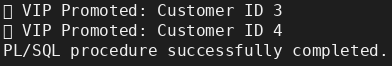 VIP Promoted: Customer ID 3
VIP Promoted: Customer ID 4
PL/SQL procedure successfully completed.